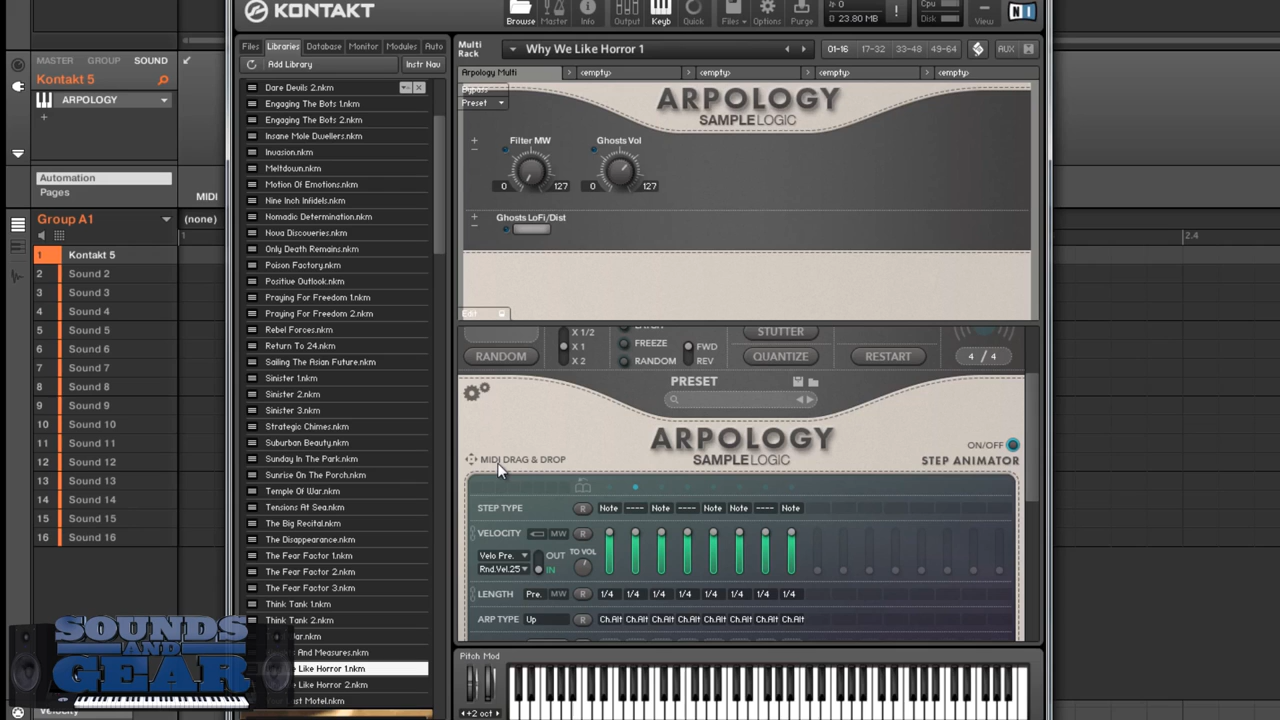 KONTAKT
Browse Master Info Output Keyb Quick Files Options Purge
0
0 23.80 MB
!
Cpu
Disk
View
NI
MASTER GROUP SOUND
Kontakt 5
ARPOLOGY
+
Automation
Pages
MIDI
Group A1
(none)
1
2.4
1 Kontakt 5
2 Sound 2
3 Sound 3
4 Sound 4
5 Sound 5
6 Sound 6
7 Sound 7
8 Sound 8
9 Sound 9
10 Sound 10
11 Sound 11
12 Sound 12
13 Sound 13
14 Sound 14
15 Sound 15
16 Sound 16
SOUNDS
AND
GEAR
Velocity
Files Libraries Database Monitor Modules Auto
Add Library Instr Nav
Dare Devils 2.nkm
Engaging The Bots 1.nkm
Engaging The Bots 2.nkm
Insane Mole Dwellers.nkm
Invasion.nkm
Meltdown.nkm
Motion Of Emotions.nkm
Nine Inch Infidels.nkm
Nomadic Determination.nkm
Nova Discoveries.nkm
Only Death Remains.nkm
Poison Factory.nkm
Positive Outlook.nkm
Praying For Freedom 1.nkm
Praying For Freedom 2.nkm
Rebel Forces.nkm
Return To 24.nkm
Sailing The Asian Future.nkm
Sinister 1.nkm
Sinister 2.nkm
Sinister 3.nkm
Strategic Chimes.nkm
Suburban Beauty.nkm
Sunday In The Park.nkm
Sunrise On The Porch.nkm
Temple Of War.nkm
Tensions At Sea.nkm
The Big Recital.nkm
The Disappearance.nkm
The Fear Factor 1.nkm
The Fear Factor 2.nkm
The Fear Factor 3.nkm
Think Tank 1.nkm
Think Tank 2.nkm
War.nkm
And Measures.nkm
Like Horror 1.nkm
Like Horror 2.nkm
Motel.nkm
Multi
Rack
Why We Like Horror 1
01-16 17-32 33-48 49-64 AUX
Arpology Multi (empty) (empty) (empty) (empty)
Bypass
Preset
ARPOLOGY
SAMPLELOGIC
+
-
Filter MW Ghosts Vol
0 127 0 127
+
-
Ghosts LoFi/Dist
Edit
RANDOM
X 1/2
X 1
X 2
LATCH
FREEZE
RANDOM
FWD
REV
STUTTER
QUANTIZE
RESTART
4 / 4
PRESET
ARPOLOGY
SAMPLELOGIC
MIDI DRAG & DROP
ON/OFF
STEP ANIMATOR
STEP TYPE R Note ---- Note ---- Note Note ---- Note
VELOCITY MW R
Velo Pre. OUT TO VOL
Rnd.Vel.25 IN
LENGTH Pre. MW R 1/4 1/4 1/4 1/4 1/4 1/4 1/4 1/4
ARP TYPE Up R Ch.Alt Ch.Alt Ch.Alt Ch.Alt Ch.Alt Ch.Alt Ch.Alt Ch.Alt
Pitch Mod
+2 oct